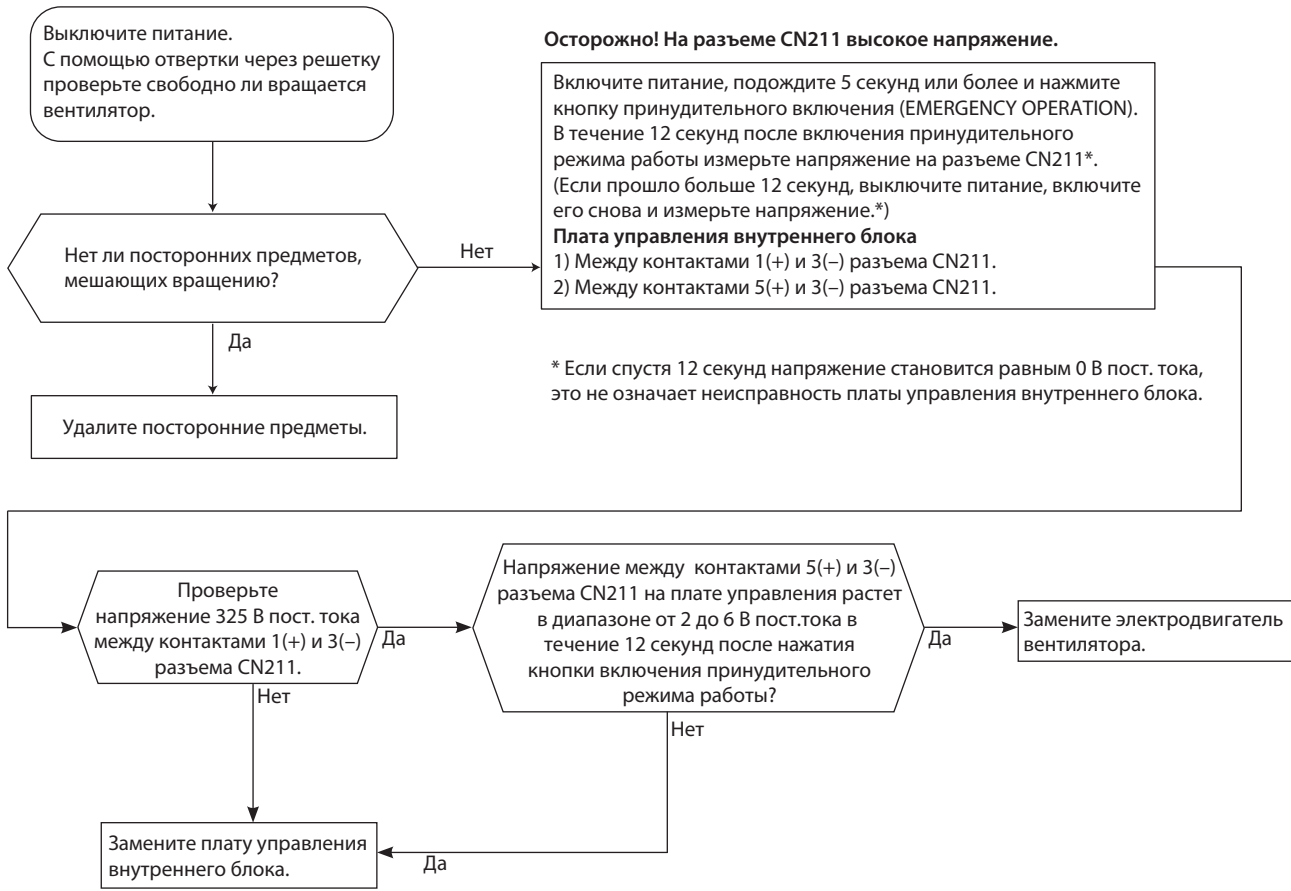 Выключите питание.
С помощью отвертки через решетку
проверьте свободно ли вращается
вентилятор.
Нет ли посторонних предметов,
мешающих вращению?
Нет
Да
Удалите посторонние предметы.
Осторожно! На разъеме CN211 высокое напряжение.
Включите питание, подождите 5 секунд или более и нажмите
кнопку принудительного включения (EMERGENCY OPERATION).
В течение 12 секунд после включения принудительного
режима работы измерьте напряжение на разъеме CN211*.
(Если прошло больше 12 секунд, выключите питание, включите
его снова и измерьте напряжение.*)
Плата управления внутреннего блока
1) Между контактами 1(+) и 3(–) разъема CN211.
2) Между контактами 5(+) и 3(–) разъема CN211.
* Если спустя 12 секунд напряжение становится равным 0 В пост. тока,
это не означает неисправность платы управления внутреннего блока.
Проверьте
напряжение 325 В пост. тока
между контактами 1(+) и 3(–)
разъема CN211.
Да
Нет
Напряжение между контактами 5(+) и 3(–)
разъема CN211 на плате управления растет
в диапазоне от 2 до 6 В пост.тока в
течение 12 секунд после нажатия
кнопки включения принудительного
режима работы?
Да
Нет
Замените электродвигатель
вентилятора.
Замените плату управления
внутреннего блока.
Да